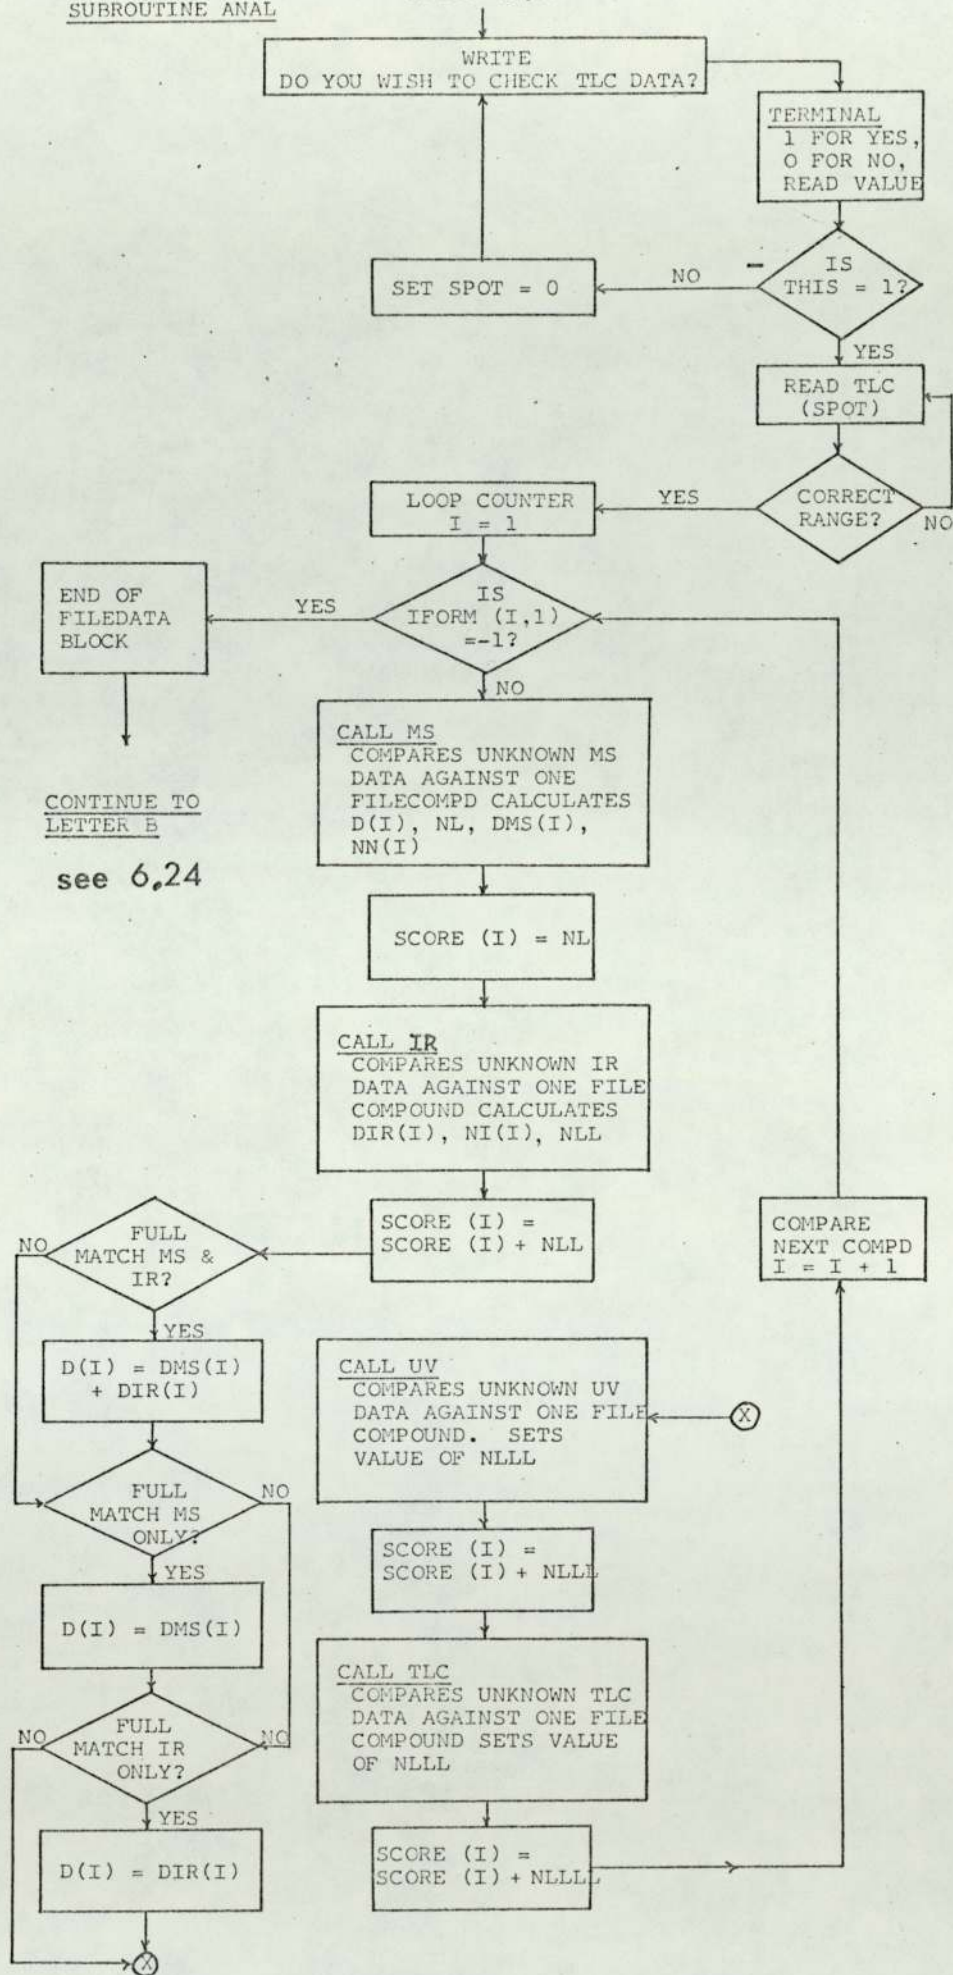 SUBROUTINE ANAL
WRITE
DO YOU WISH TO CHECK TLC DATA?
TERMINAL
1 FOR YES,
O FOR NO,
READ VALUE
IS
THIS = 1?
NO
SET SPOT = 0
YES
READ TLC
(SPOT)
CORRECT
RANGE?
NO
YES
LOOP COUNTER
I = 1
IS
IFORM (I,1)
=-1?
YES
END OF
FILEDATA
BLOCK
CONTINUE TO
LETTER B
see 6.24
NO
CALL MS
COMPARES UNKNOWN MS
DATA AGAINST ONE
FILECOMPD CALCULATES
D(I), NL, DMS(I),
NN(I)
SCORE (I) = NL
CALL IR
COMPARES UNKNOWN IR
DATA AGAINST ONE FILE
COMPOUND CALCULATES
DIR(I), NI(I), NLL
SCORE (I) =
SCORE (I) + NLL
FULL
MATCH MS &
IR?
NO
YES
D(I) = DMS(I)
+ DIR(I)
FULL
MATCH MS
ONLY?
NO
YES
D(I) = DMS(I)
FULL
MATCH IR
ONLY?
NO
NO
YES
D(I) = DIR(I)
X
CALL UV
COMPARES UNKNOWN UV
DATA AGAINST ONE FILE
COMPOUND. SETS
VALUE OF NLLL
X
SCORE (I) =
SCORE (I) + NLLL
CALL TLC
COMPARES UNKNOWN TLC
DATA AGAINST ONE FILE
COMPOUND SETS VALUE
OF NLLL
SCORE (I) =
SCORE (I) + NLLLL
COMPARE
NEXT COMPD
I = I + 1